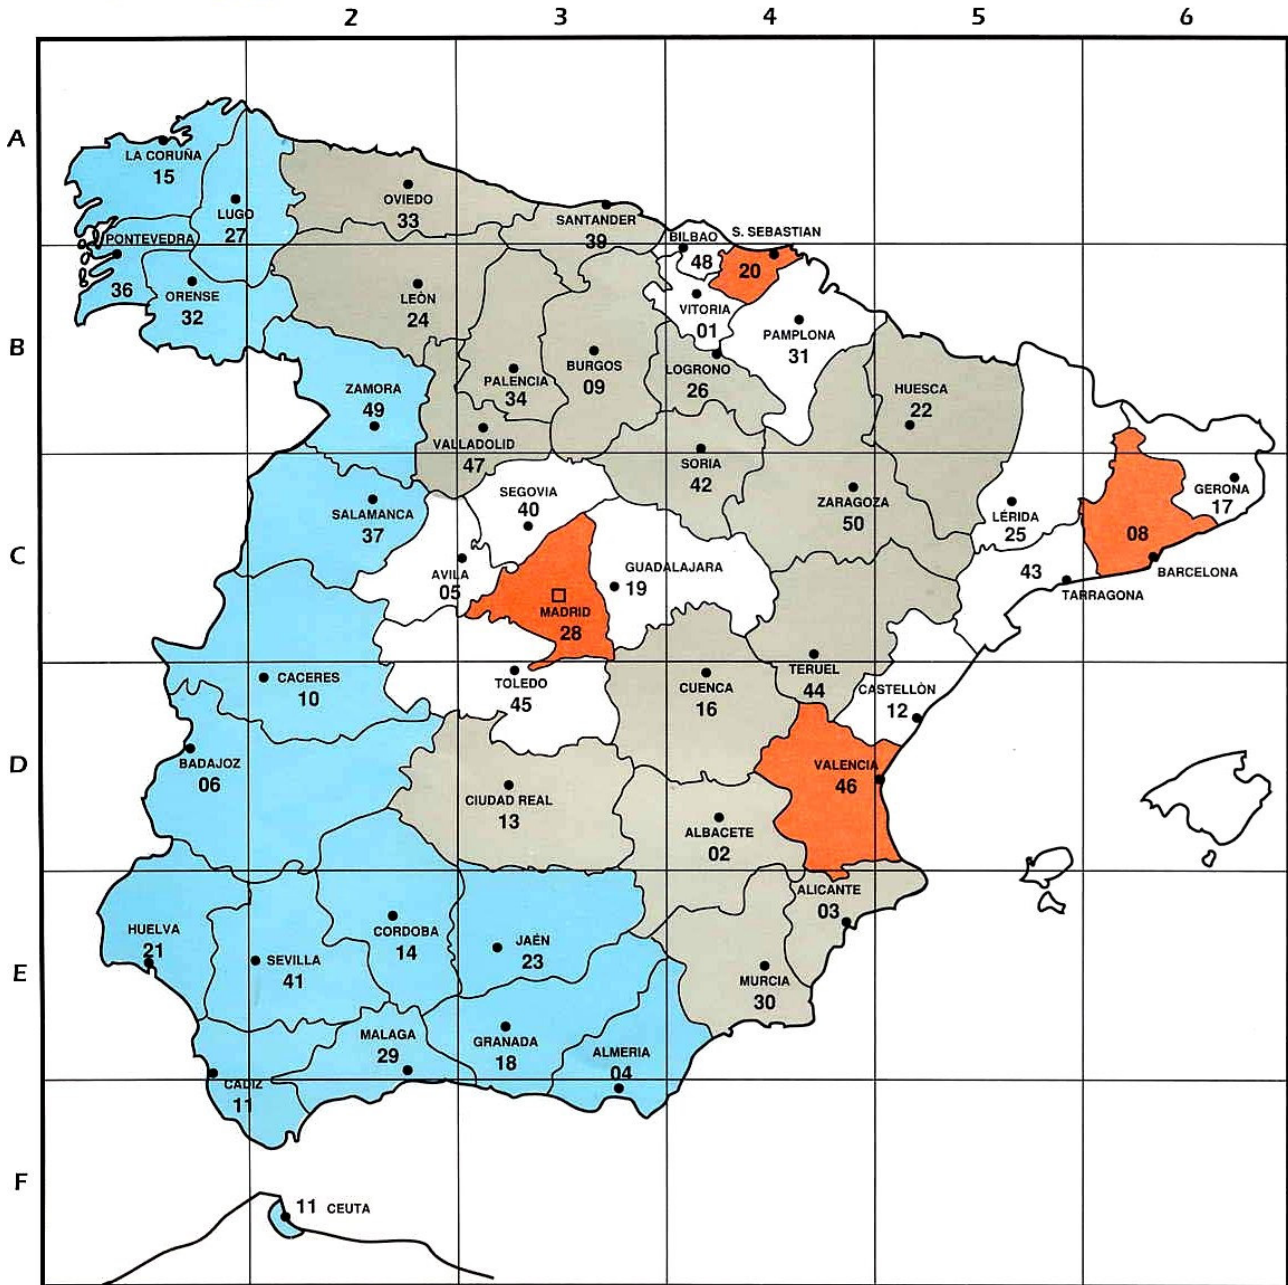 2 3 4 5 6
A
LA CORUÑA
15
LUGO
27
OVIEDO
33
SANTANDER
39
BILBAO
48
S. SEBASTIAN
20
PONTEVEDRA
36
ORENSE
32
LEÒN
24
VITORIA
01
PAMPLONA
31
B
ZAMORA
49
PALENCIA
34
BURGOS
09
LOGRONO
26
HUESCA
22
VALLADOLID
47
SORIA
42
SEGOVIA
40
ZARAGOZA
50
GERONA
17
SALAMANCA
37
LÉRIDA
25
C
AVILA
05
GUADALAJARA
19
08
BARCELONA
43
TARRAGONA
MADRID
28
CACERES
10
TOLEDO
45
CUENCA
16
TERUEL
44
CASTELLÒN
12
D
BADAJOZ
06
VALENCIA
46
CIUDAD REAL
13
ALBACETE
02
ALICANTE
03
HUELVA
21
CORDOBA
14
JAÉN
23
E
SEVILLA
41
MURCIA
30
MALAGA
29
GRANADA
18
ALMERIA
04
CADIZ
11
F
11 CEUTA